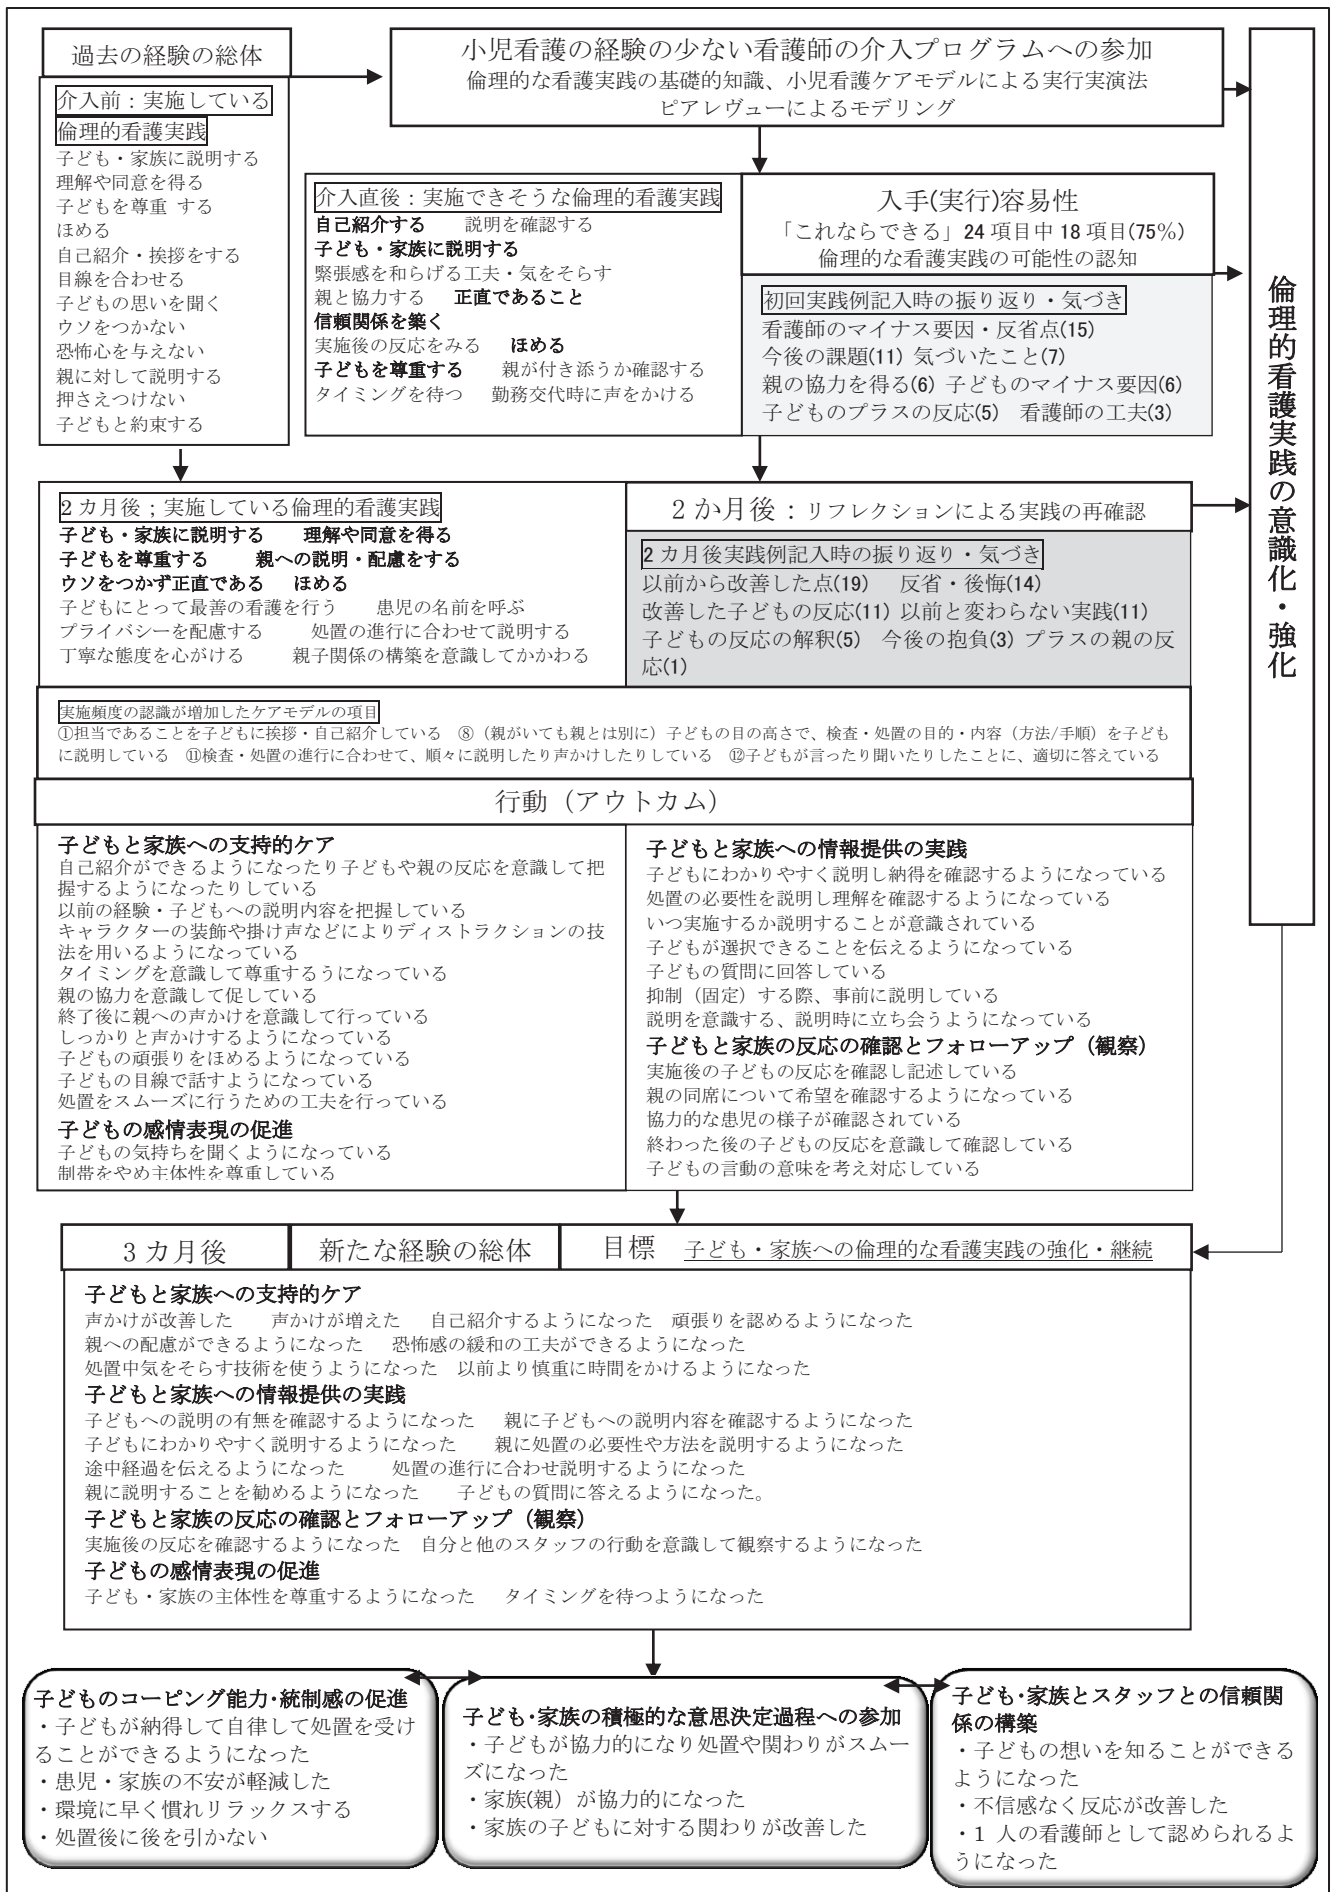 過去の経験の総体
介入前：実施している
倫理的看護実践
子ども・家族に説明する
理解や同意を得る
子どもを尊重 する
ほめる
自己紹介・挨拶をする
目線を合わせる
子どもの思いを聞く
ウソをつかない
恐怖心を与えない
親に対して説明する
押さえつけない
子どもと約束する
小児看護の経験の少ない看護師の介入プログラムへの参加
倫理的な看護実践の基礎的知識、小児看護ケアモデルによる実行実演法
ピアレヴューによるモデリング
介入直後：実施できそうな倫理的看護実践
自己紹介する　説明を確認する
子ども・家族に説明する
緊張感を和らげる工夫・気をそらす
親と協力する　正直であること
信頼関係を築く
実施後の反応をみる　ほめる
子どもを尊重する　親が付き添うか確認する
タイミングを待つ　勤務交代時に声をかける
入手(実行)容易性
「これならできる」24 項目中 18 項目(75%)
倫理的な看護実践の可能性の認知
初回実践例記入時の振り返り・気づき
看護師のマイナス要因・反省点(15)
今後の課題(11) 気づいたこと(7)
親の協力を得る(6) 子どものマイナス要因(6)
子どものプラスの反応(5)　看護師の工夫(3)
倫理的看護実践の意識化・強化
2 カ月後；実施している倫理的看護実践
子ども・家族に説明する　理解や同意を得る
子どもを尊重する　親への説明・配慮をする
ウソをつかず正直である　ほめる
子どもにとって最善の看護を行う　患児の名前を呼ぶ
プライバシーを配慮する　処置の進行に合わせて説明する
丁寧な態度を心がける　親子関係の構築を意識してかかわる
2 か月後：リフレクションによる実践の再確認
2 カ月後実践例記入時の振り返り・気づき
以前から改善した点(19)　反省・後悔(14)
改善した子どもの反応(11) 以前と変わらない実践(11)
子どもの反応の解釈(5)　今後の抱負(3) プラスの親の反
応(1)
実施頻度の認識が増加したケアモデルの項目
①担当であることを子どもに挨拶・自己紹介している　⑧（親がいても親とは別に）子どもの目の高さで、検査・処置の目的・内容（方法/手順）を子ども
に説明している　⑪検査・処置の進行に合わせて、順々に説明したり声かけしたりしている　⑫子どもが言ったり聞いたりしたことに、適切に答えている
行動（アウトカム）
子どもと家族への支持的ケア
自己紹介ができるようになったり子どもや親の反応を意識して把
握するようになったりしている
以前の経験・子どもへの説明内容を把握している
キャラクターの装飾や掛け声などによりディストラクションの技
法を用いるようになっている
タイミングを意識して尊重するうになっている
親の協力を意識して促している
終了後に親への声かけを意識して行っている
しっかりと声かけするようになっている
子どもの頑張りをほめるようになっている
子どもの目線で話すようになっている
処置をスムーズに行うための工夫を行っている
子どもの感情表現の促進
子どもの気持ちを聞くようになっている
制帯をやめ主体性を尊重している
子どもと家族への情報提供の実践
子どもにわかりやすく説明し納得を確認するようになっている
処置の必要性を説明し理解を確認するようになっている
いつ実施するか説明することが意識されている
子どもが選択できることを伝えるようになっている
子どもの質問に回答している
抑制（固定）する際、事前に説明している
説明を意識する、説明時に立ち会うようになっている
子どもと家族の反応の確認とフォローアップ（観察）
実施後の子どもの反応を確認し記述している
親の同席について希望を確認するようになっている
協力的な患児の様子が確認されている
終わった後の子どもの反応を意識して確認している
子どもの言動の意味を考え対応している
3 カ月後
新たな経験の総体
目標　子ども・家族への倫理的な看護実践の強化・継続
子どもと家族への支持的ケア
声かけが改善した　声かけが増えた　自己紹介するようになった　頑張りを認めるようになった
親への配慮ができるようになった　恐怖感の緩和の工夫ができるようになった
処置中気をそらす技術を使うようになった　以前より慎重に時間をかけるようになった
子どもと家族への情報提供の実践
子どもへの説明の有無を確認するようになった　親に子どもへの説明内容を確認するようになった
子どもにわかりやすく説明するようになった　親に処置の必要性や方法を説明するようになった
途中経過を伝えるようになった　処置の進行に合わせ説明するようになった
親に説明することを勧めるようになった　子どもの質問に答えるようになった。
子どもと家族の反応の確認とフォローアップ（観察）
実施後の反応を確認するようになった　自分と他のスタッフの行動を意識して観察するようになった
子どもの感情表現の促進
子ども・家族の主体性を尊重するようになった　タイミングを待つようになった
子どものコーピング能力・統制感の促進
・子どもが納得して自律して処置を受け
ることができるようになった
・患児・家族の不安が軽減した
・環境に早く慣れリラックスする
・処置後に後を引かない
子ども・家族の積極的な意思決定過程への参加
・子どもが協力的になり処置や関わりがスムー
ズになった
・家族(親）が協力的になった
・家族の子どもに対する関わりが改善した
子ども・家族とスタッフとの信頼関
係の構築
・子どもの想いを知ることができる
ようになった
・不信感なく反応が改善した
・1 人の看護師として認められるよ
うになった